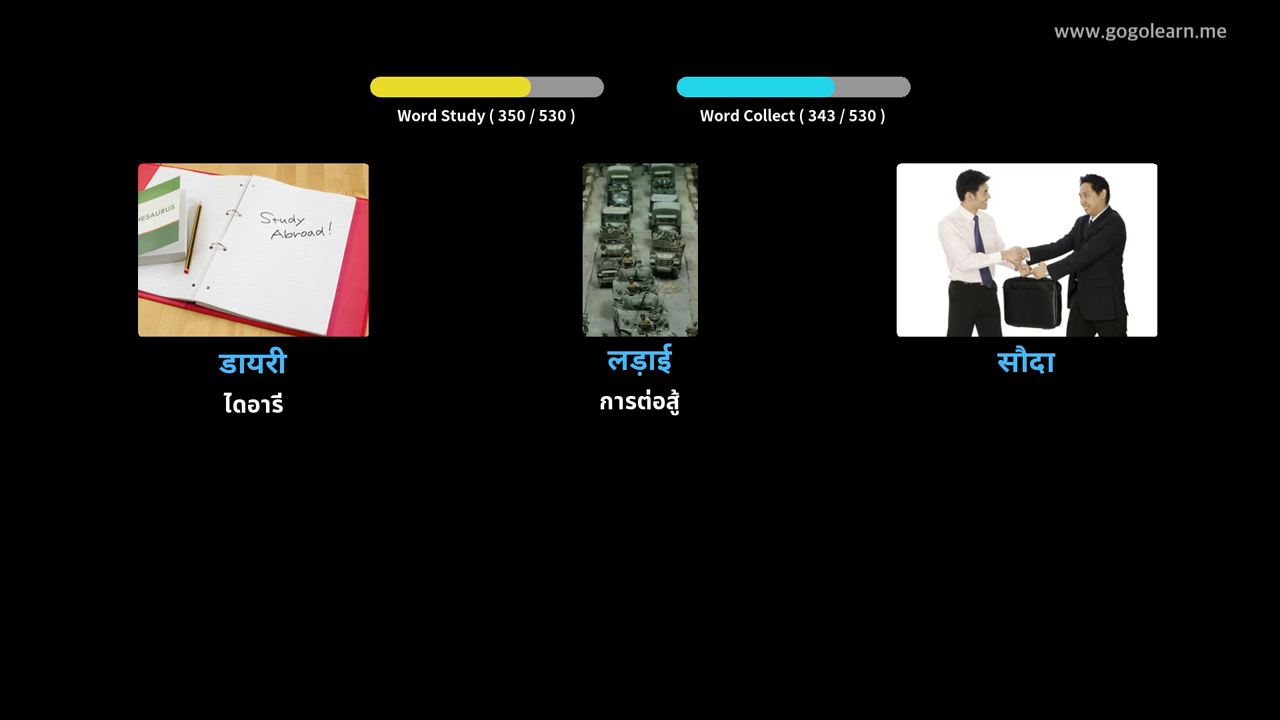 www.gogolearn.me
Word Study ( 350 / 530 )
Word Collect ( 343 / 530 )
HESAURUS
Study
Abroad!
डायरी
लड़ाई
सौदा
ไดอารี
การต่อสู้